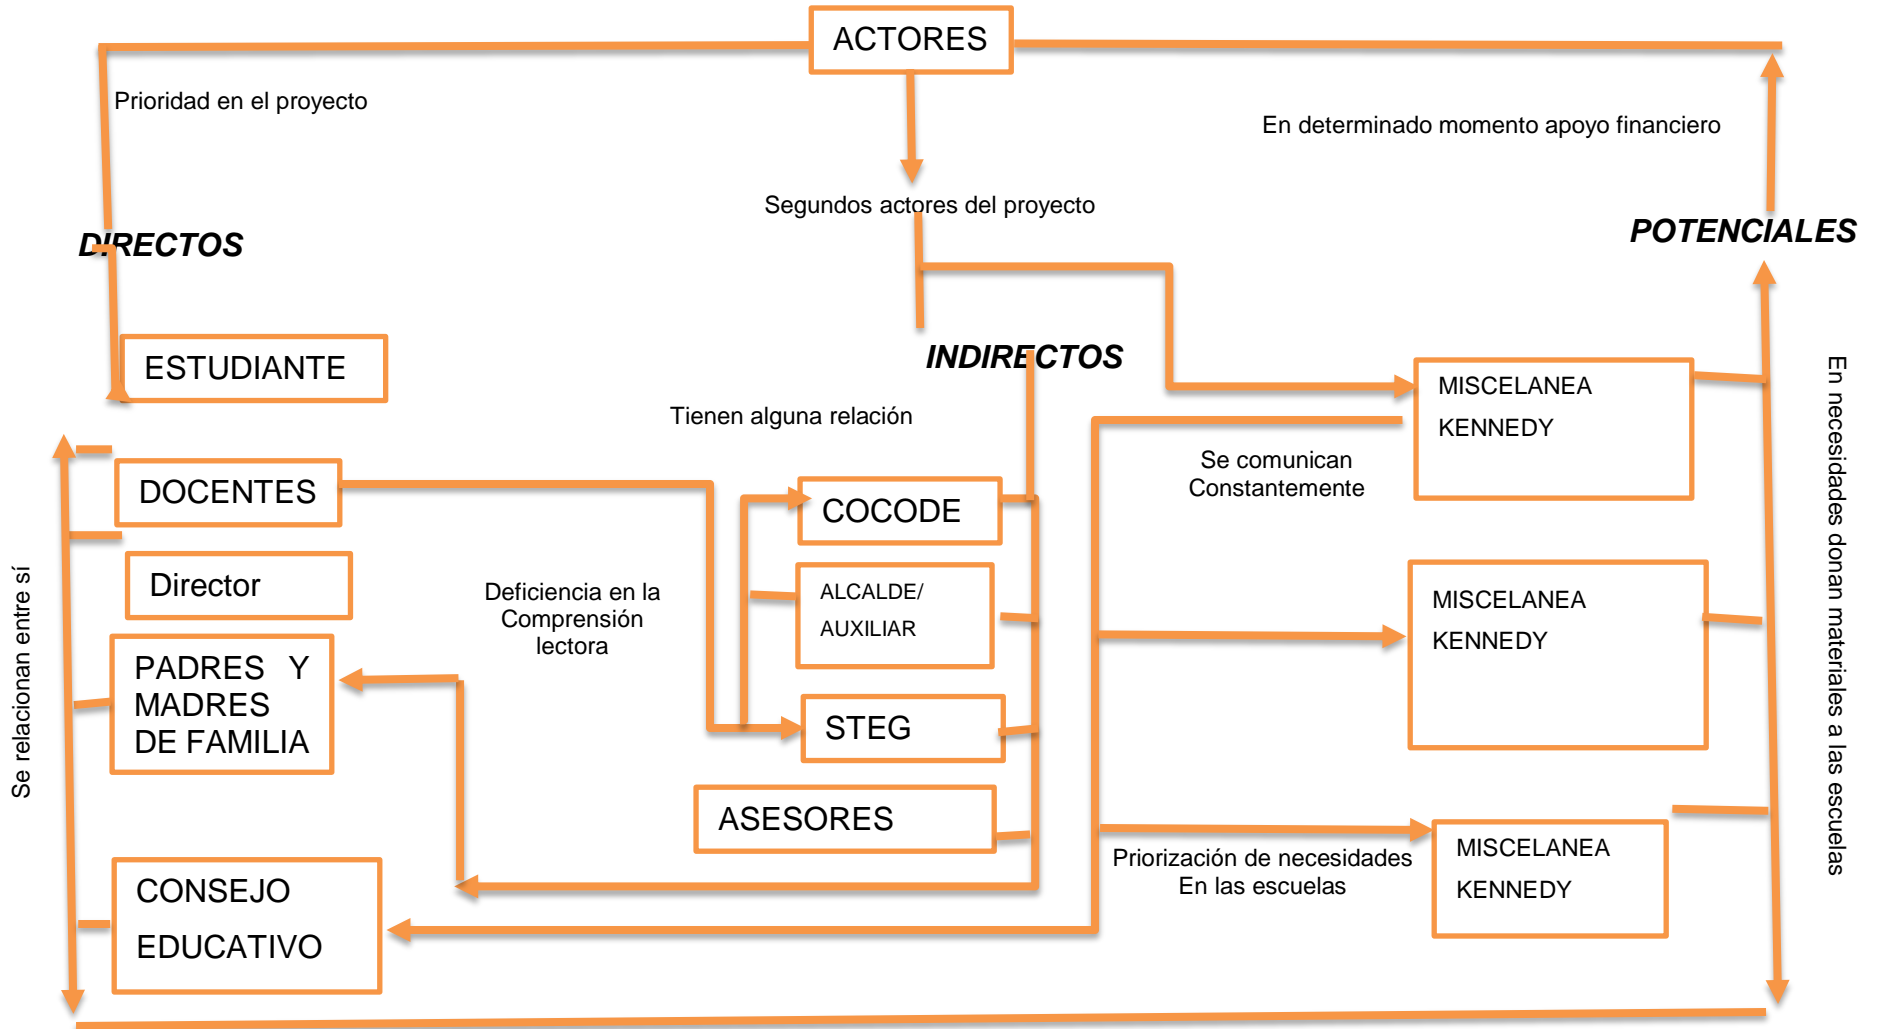 ACTORES
Prioridad en el proyecto
En determinado momento apoyo financiero
Segundos actores del proyecto
DIRECTOS
POTENCIALES
INDIRECTOS
ESTUDIANTE
Tienen alguna relación
MISCELANEA
KENNEDY
Se comunican
Constantemente
DOCENTES
COCODE
Director
Deficiencia en la
Comprensión
lectora
ALCALDE/
AUXILIAR
MISCELANEA
KENNEDY
PADRES Y
MADRES
DE FAMILIA
STEG
ASESORES
Priorización de necesidades
En las escuelas
MISCELANEA
KENNEDY
CONSEJO
EDUCATIVO
Se relacionan entre sí
En necesidades donan materiales a las escuelas